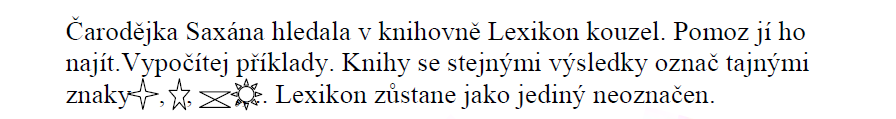 Čarodějka Saxána hledala v knihovně Lexikon kouzel. Pomoz jí ho
najít.Vypočítej příklady. Knihy se stejnými výsledky označ tajnými
znaky , , . Lexikon zůstane jako jediný neoznačen.